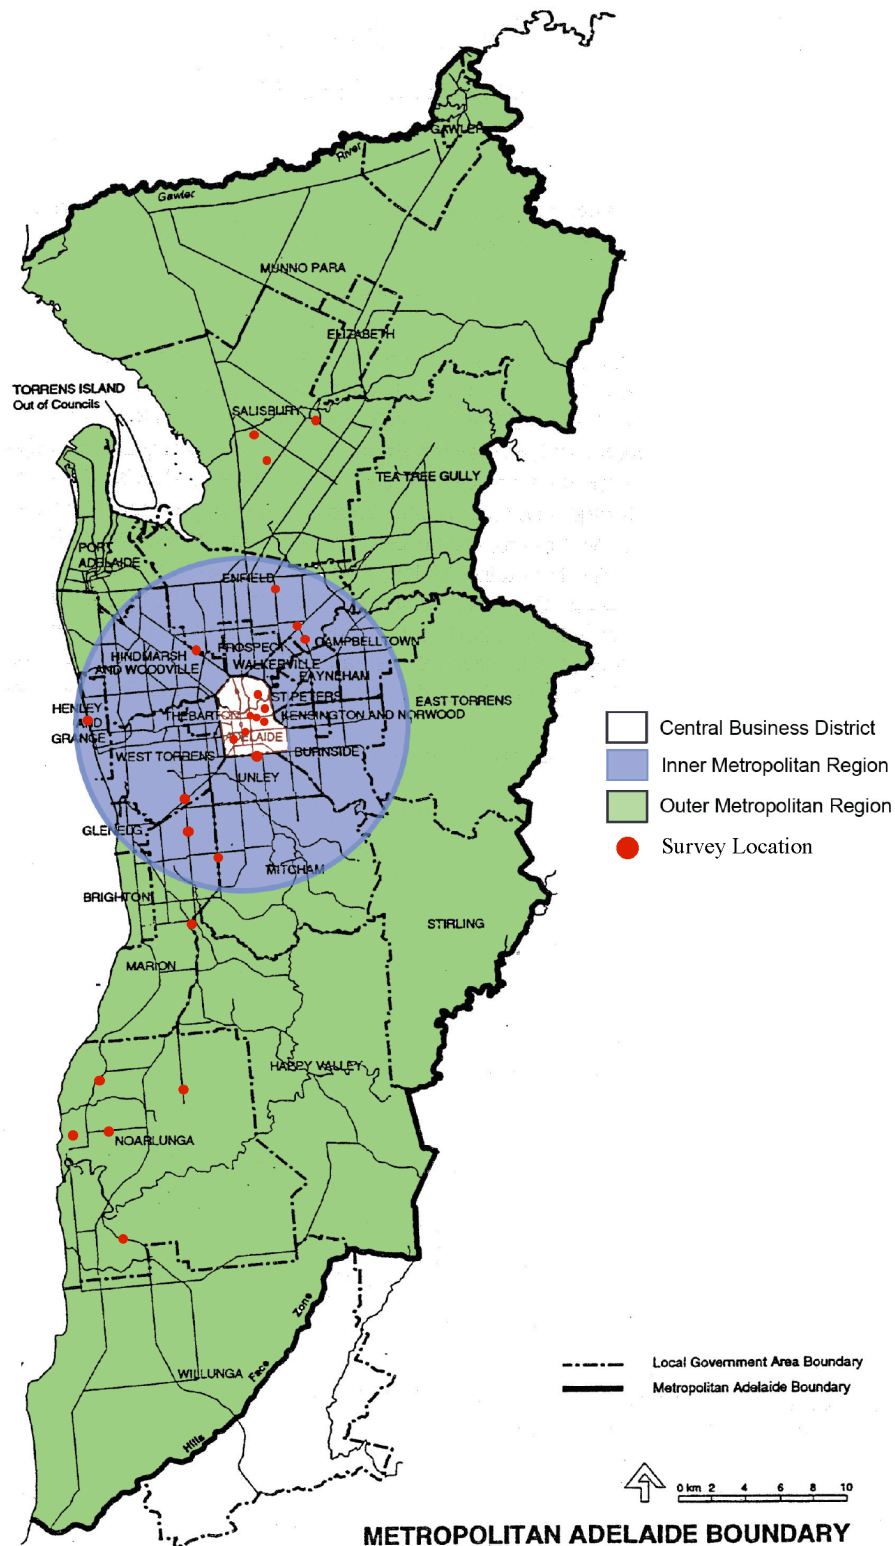 GAWLER
River
Gawler
MUNNO PARA
ELIZABETH
TORRENS ISLAND
Out of Councils
SALISBURY
TEA TREE GULLY
PORT
ADELAIDE
ENFIELD
CAMPBELLTOWN
PROSPECT
HINDMARSH
AND WOODVILLE
WALKERVILLE
PAYNEHAM
ST PETERS
EAST TORRENS
HENLEY
AND
GRANGE
THEBARTON
KENSINGTON AND NORWOOD
ADELAIDE
WEST TORRENS
BURNSIDE
UNLEY
GLENELG
MITCHAM
BRIGHTON
STIRLING
MARION
HAPPY VALLEY
NOARLUNGA
WILLUNGA
Hills
Face
Zone
Central Business District
Inner Metropolitan Region
Outer Metropolitan Region
Survey Location
Local Government Area Boundary
Metropolitan Adelaide Boundary
0 km 2 4 6 8 10
METROPOLITAN ADELAIDE BOUNDARY